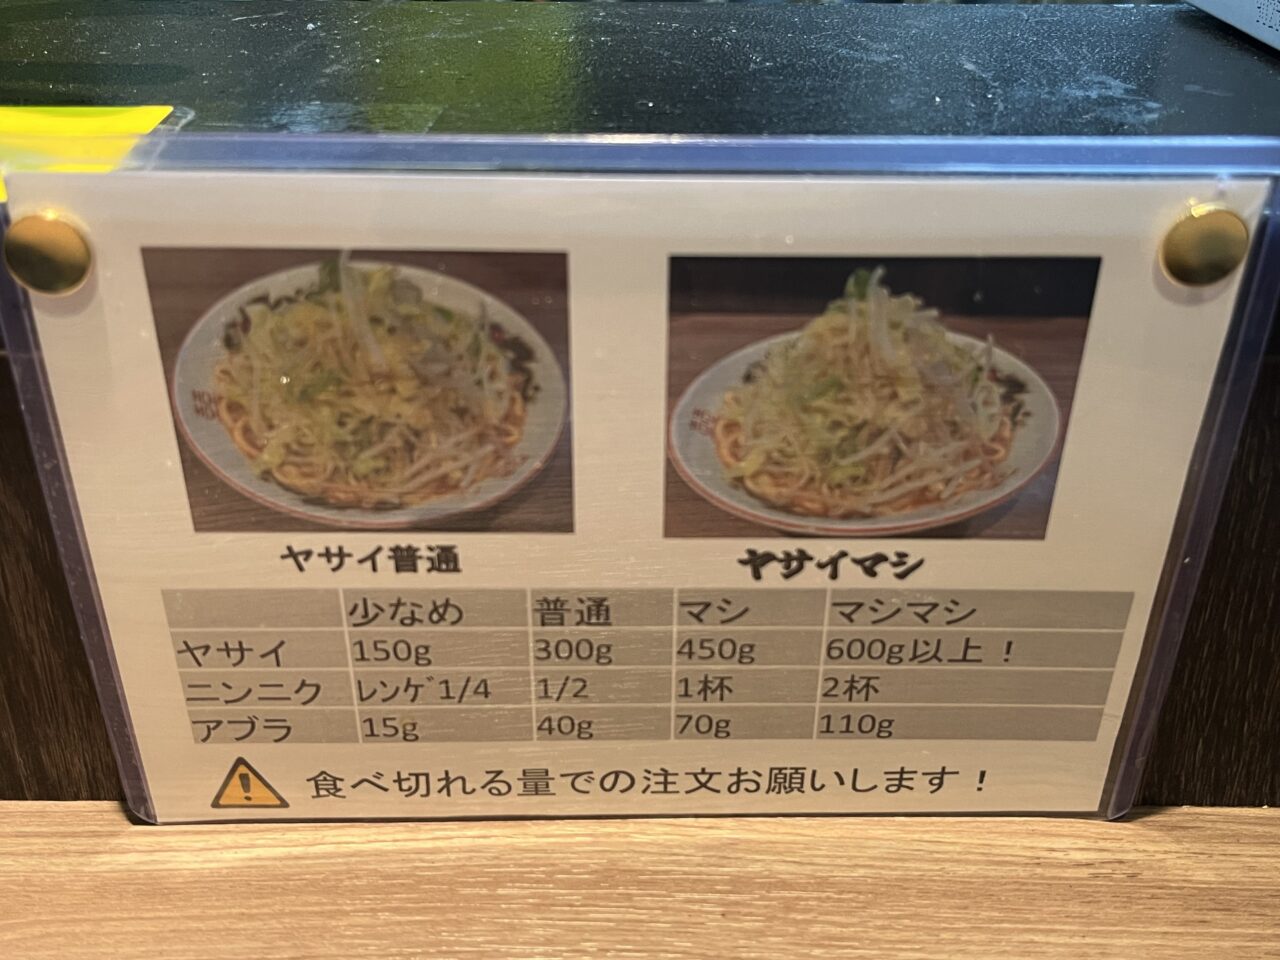 ヤサイ普通
ヤサイマシ
少なめ 普通 マシ マシマシ
ヤサイ 150g 300g 450g 600g以上！
ニンニク ﾚﾝｹﾞ1/4 1/2 1杯 2杯
アブラ 15g 40g 70g 110g
食べ切れる量での注文お願いします！